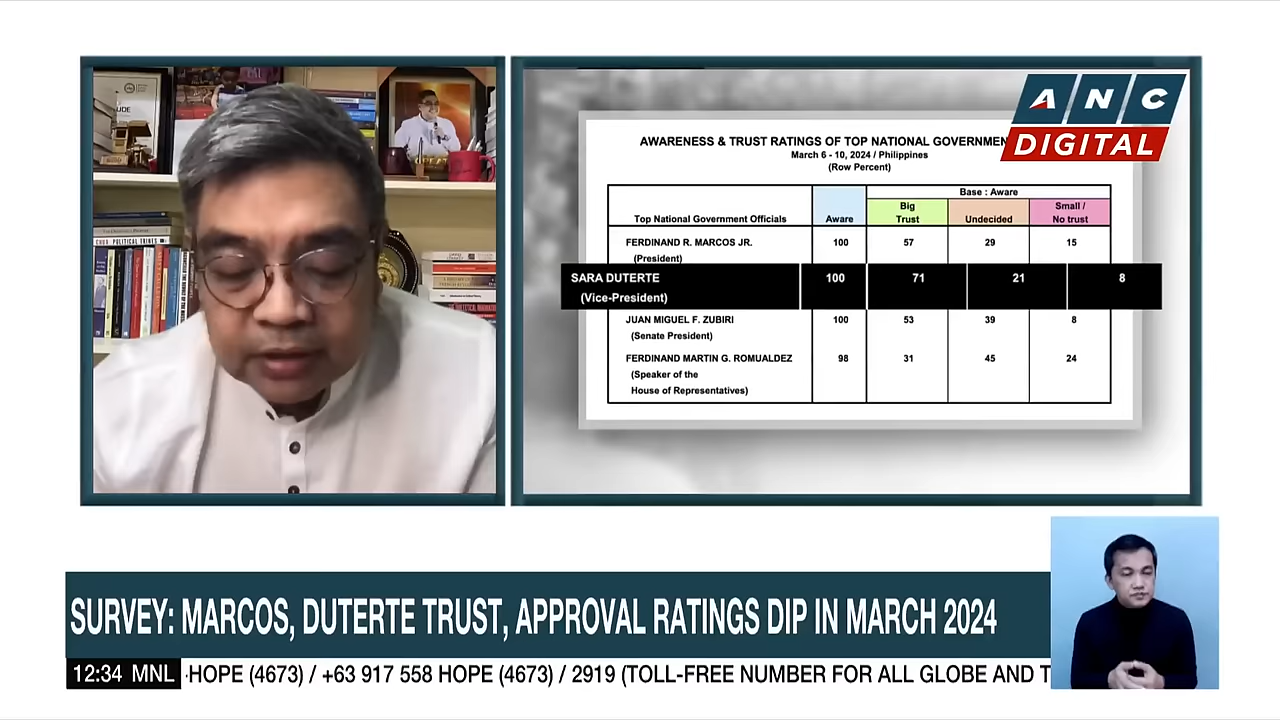 ANC
DIGITAL
AWARENESS & TRUST RATINGS OF TOP NATIONAL
March 6 - 10, 2024 / Philippines
(Row Percent)
Base : Aware
Top National Government Officials Aware Big Trust Undecided Small / No trust
FERDINAND R. MARCOS JR. 100 57 29 15
(President)
SARA DUTERTE 100 71 21 8
(Vice-President)
JUAN MIGUEL F. ZUBIRI 100 53 39 8
(Senate President)
FERDINAND MARTIN G. ROMUALDEZ 98 31 45 24
(Speaker of the
House of Representatives)
POLITICAL TRIBES
SURVEY: MARCOS, DUTERTE TRUST, APPROVAL RATINGS DIP IN MARCH 2024
12:34 MNL HOPE (4673) / +63 917 558 HOPE (4673) / 2919 (TOLL-FREE NUMBER FOR ALL GLOBE AND T